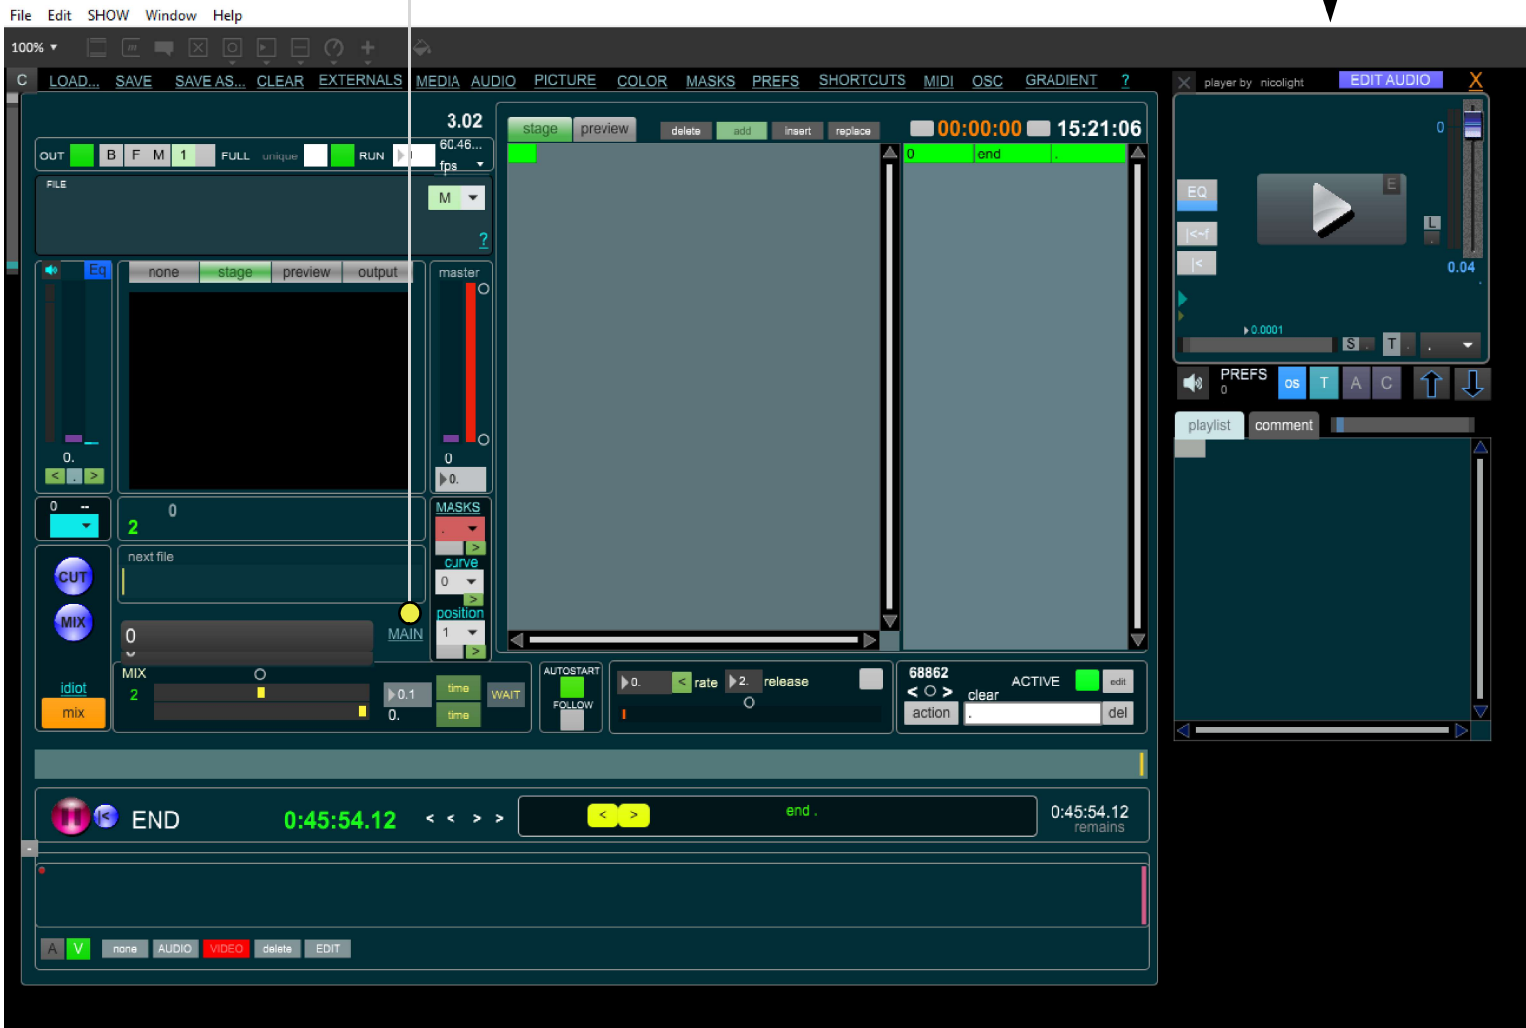 File Edit SHOW Window Help
100%
C LOAD... SAVE SAVE AS... CLEAR EXTERNALS MEDIA AUDIO PICTURE COLOR MASKS PREFS SHORTCUTS MIDI OSC GRADIENT ?
player by nicolight EDIT AUDIO X
3.02
stage preview delete add insert replace 00:00:00 15:21:06
0
OUT B F M 1 FULL unique RUN
60.46...
fps
0 end .
FILE
M
?
EQ
E
L
|<~f
|<
0.04
Eq
none stage preview output
master
0.0001
S . T . .
PREFS
0
os T A C
playlist comment
0.
< . >
0
0.
0 --
0
2
MASKS
.
>
next file
curve
0
>
CUT
MIX
position
1
>
0
MAIN
MIX
2
idiot
mix
0.1
0.
time
time
WAIT
AUTOSTART
FOLLOW
0. < rate 2. release
68862
< > clear
ACTIVE edit
action . del
END 0:45:54.12 < < > > < > end . 0:45:54.12
remains
-
A V none AUDIO VIDEO delete EDIT